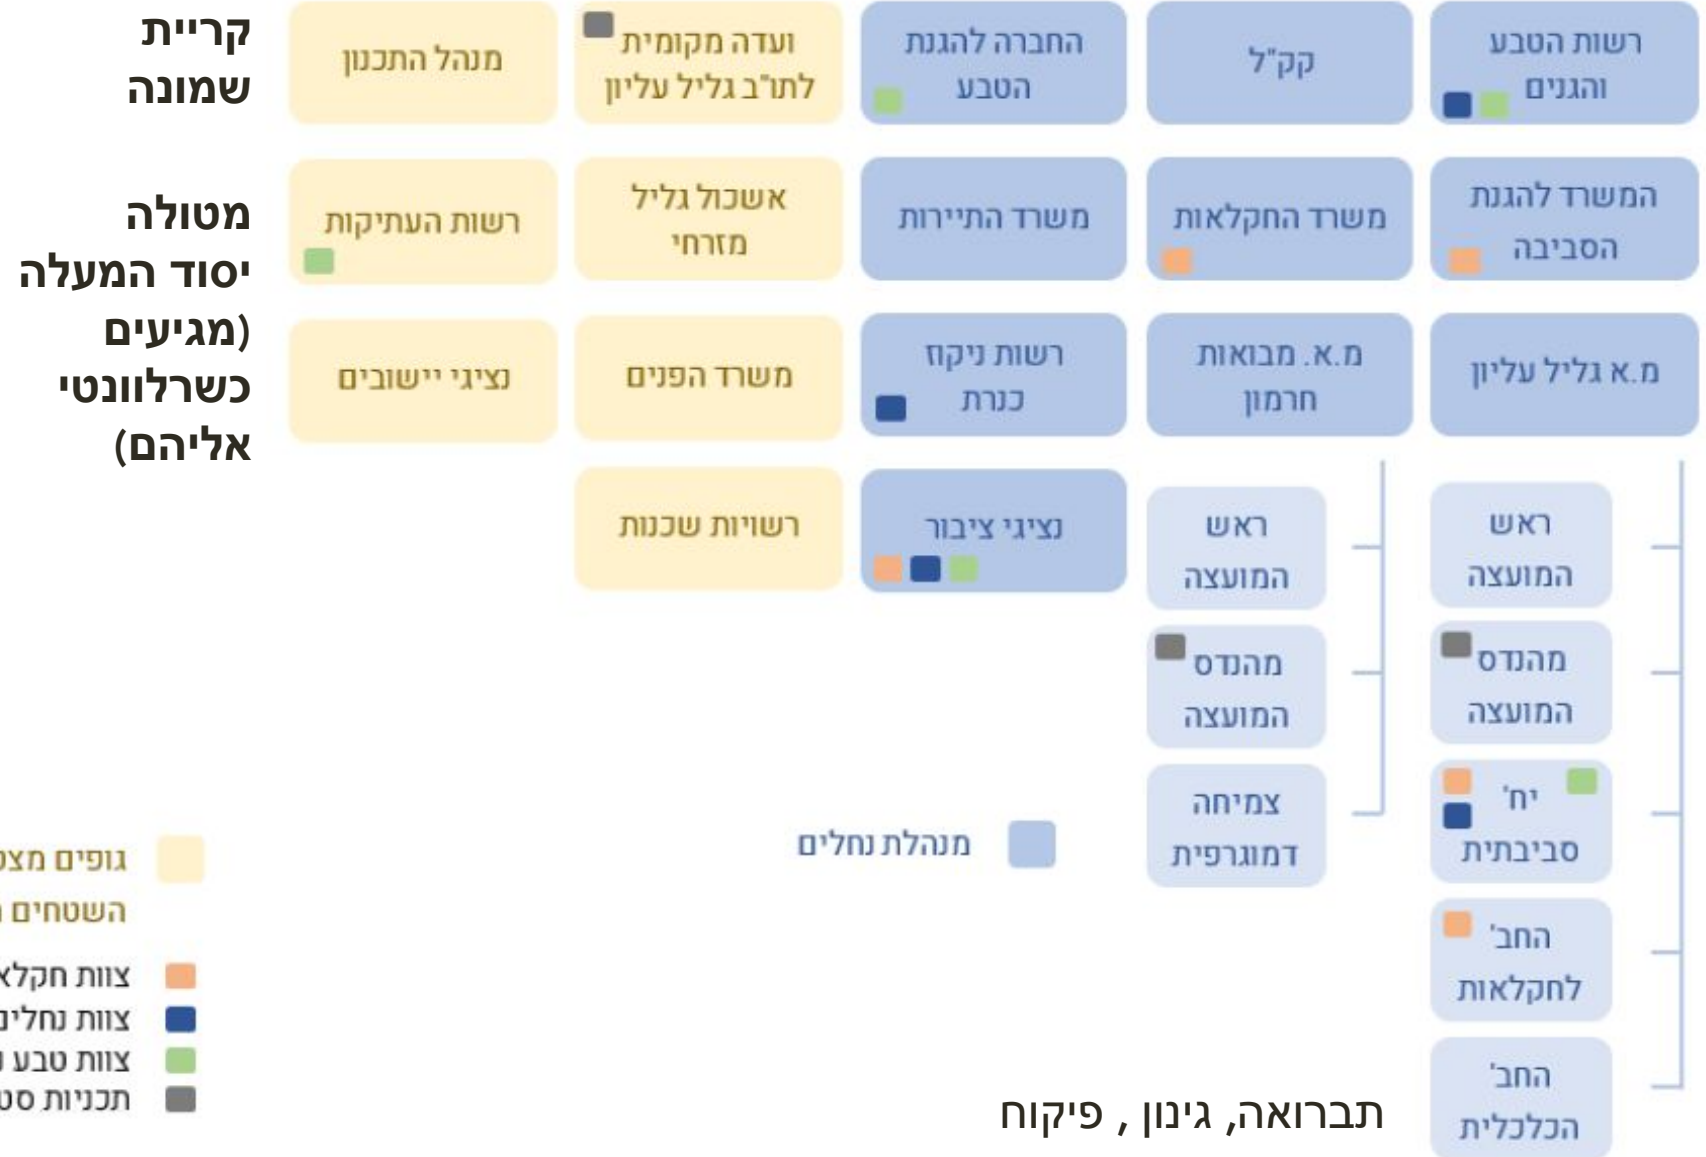 רשות הטבע
והגנים
קק"ל
החברה להגנת
הטבע
ועדה מקומית
לתו"ב גליל עליון
מנהל התכנון
קריית
שמונה
המשרד להגנת
הסביבה
משרד החקלאות
משרד התיירות
אשכול גליל
מזרחי
רשות העתיקות
מטולה
יסוד המעלה
(מגיעים
כשרלוונטי
אליהם)
מ.א גליל עליון
מ.א. מבואות
חרמון
רשות ניקוז
כנרת
משרד הפנים
נציגי יישובים
ראש
המועצה
ראש
המועצה
נציגי ציבור
רשויות שכנות
מהנדס
המועצה
מהנדס
המועצה
יח'
סביבתית
צמיחה
דמוגרפית
מנהלת נחלים
גופים
השטחים
החב'
לחקלאות
צוות
צוות
צוות טבע
תכניות
החב'
הכלכלית
תברואה, גינון , פיקוח